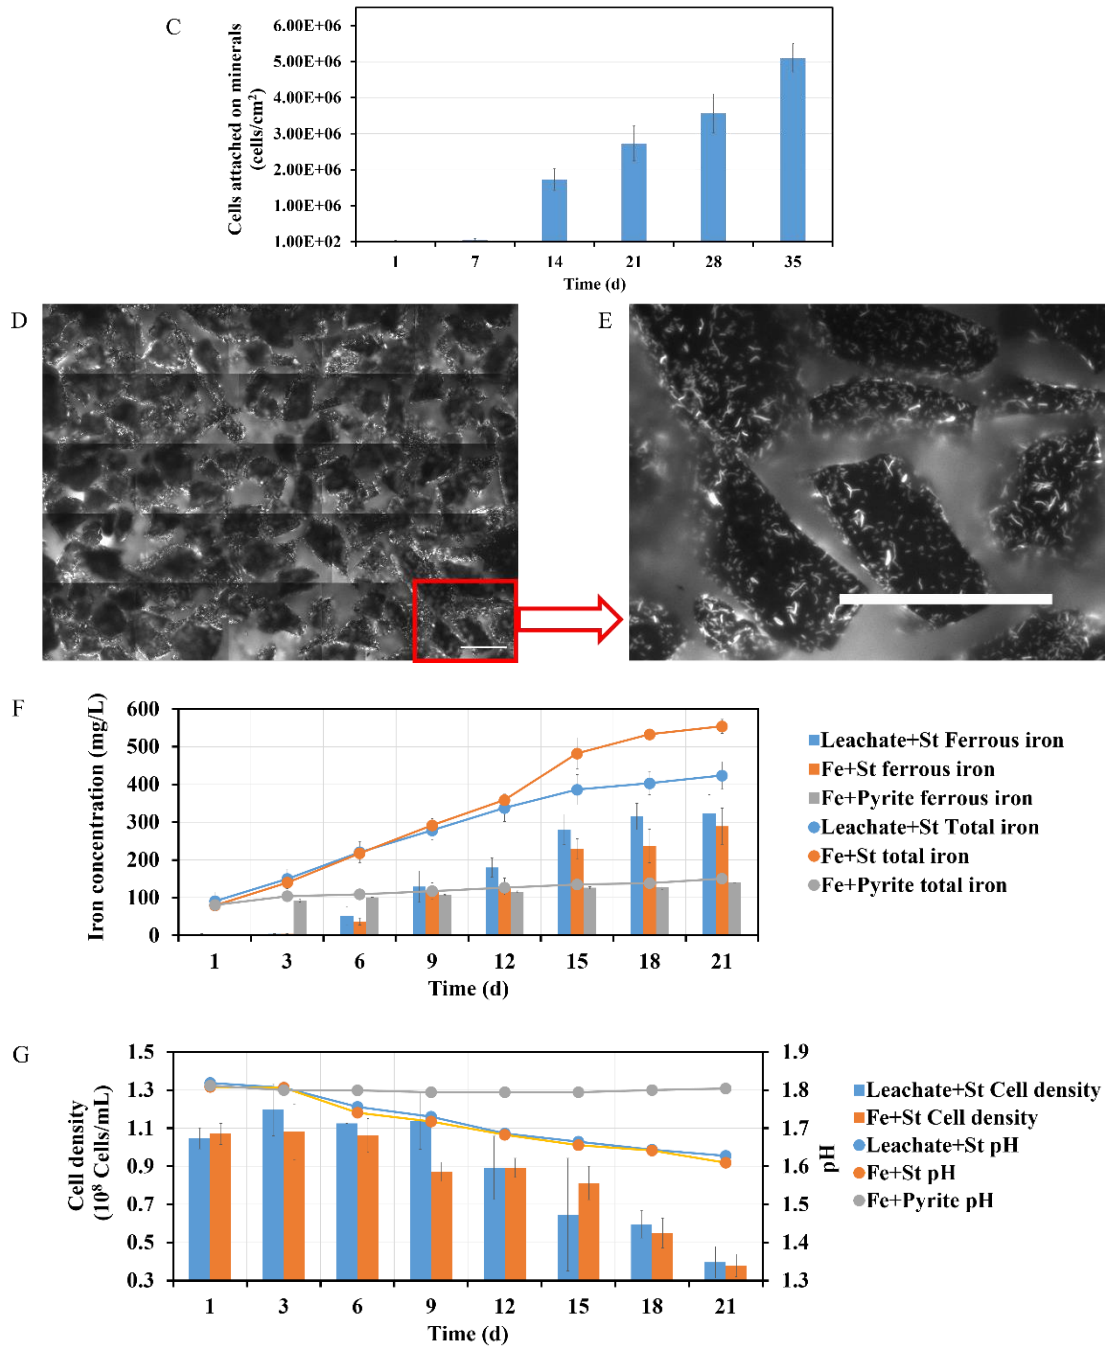 C
Cells attached on minerals
(cells/cm²)
6.00E+06
5.00E+06
4.00E+06
3.00E+06
2.00E+06
1.00E+06
1.00E+02
1 7 14 21 28 35
Time (d)
D
E
F
Iron concentration (mg/L)
600
500
400
300
200
100
0
1 3 6 9 12 15 18 21
Time (d)
Leachate+St Ferrous iron
Fe+St ferrous iron
Fe+Pyrite ferrous iron
Leachate+St Total iron
Fe+St total iron
Fe+Pyrite total iron
G
Cell density
(10⁸ Cells/mL)
1.5
1.3
1.1
0.9
0.7
0.5
0.3
1 3 6 9 12 15 18 21
Time (d)
1.9
1.8
1.7
1.6
1.5
1.4
1.3
pH
Leachate+St Cell density
Fe+St Cell density
Leachate+St pH
Fe+St pH
Fe+Pyrite pH